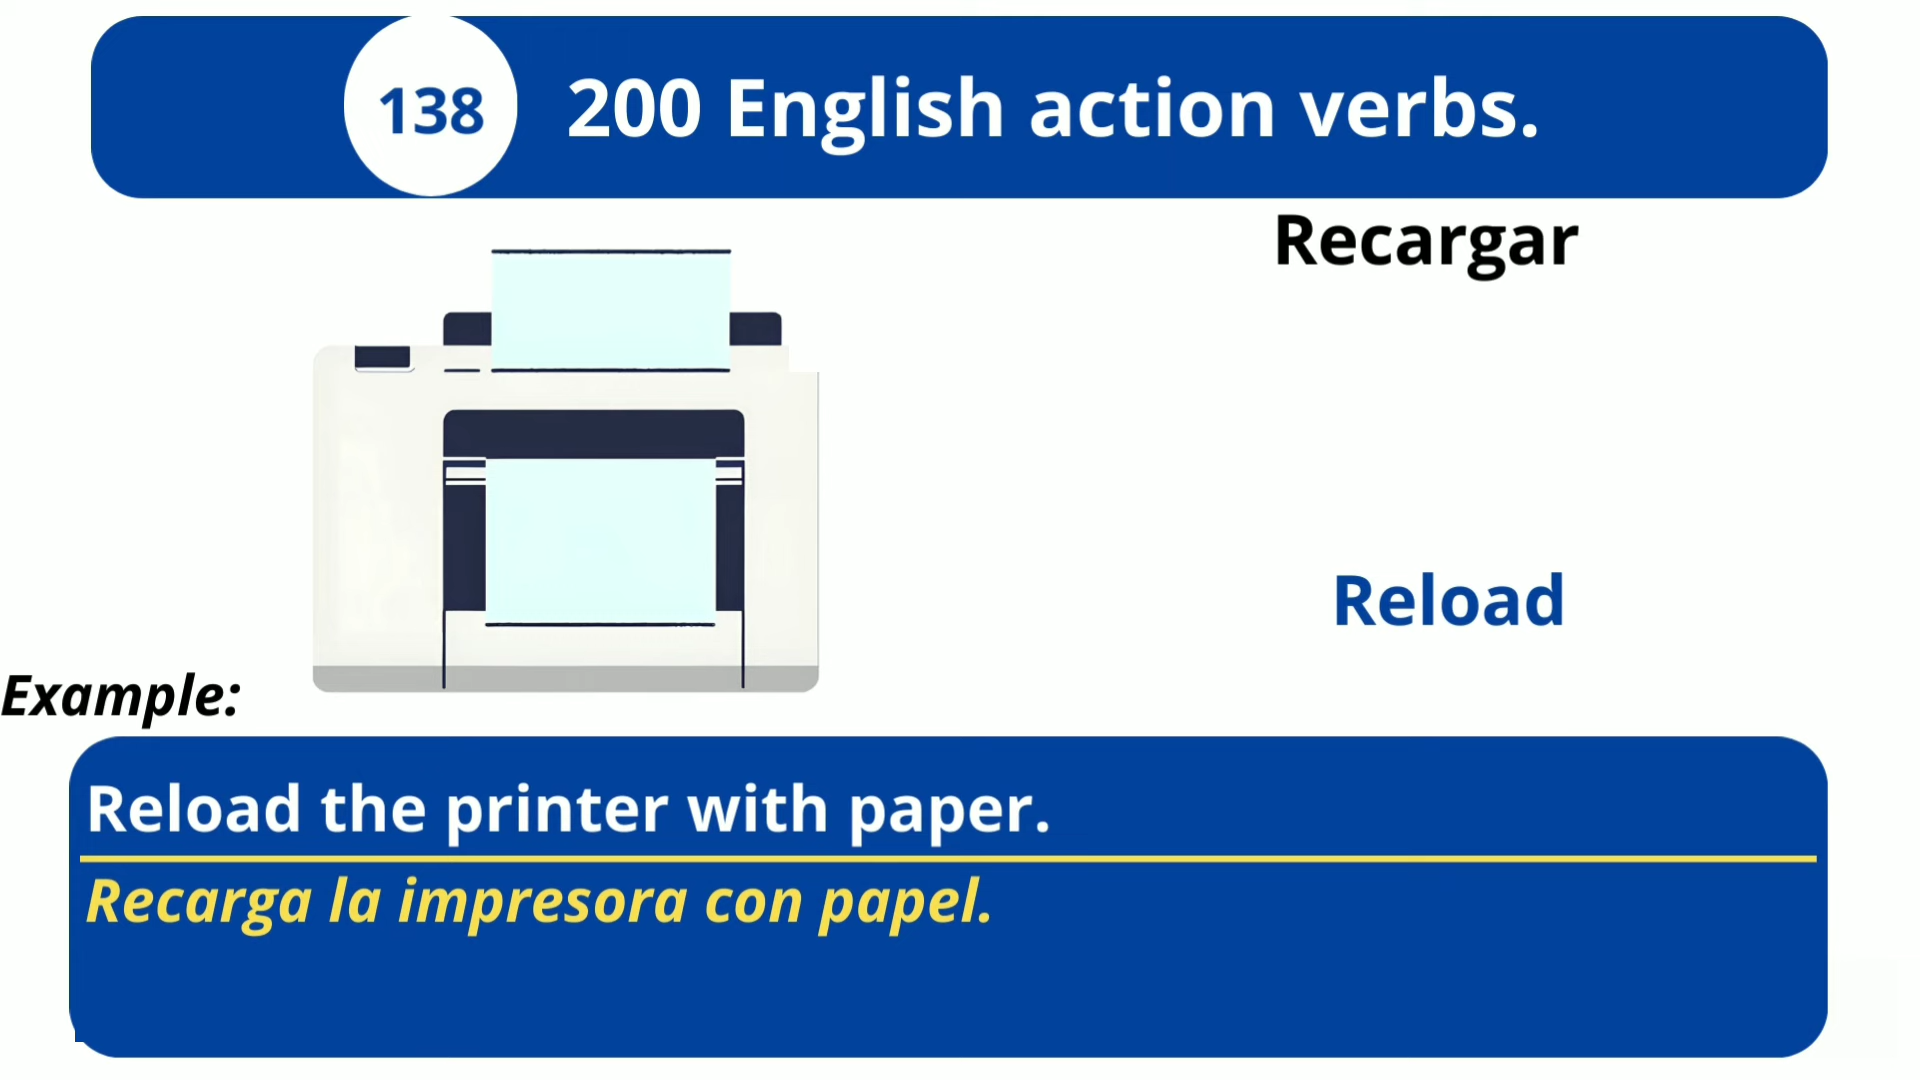 138
200 English action verbs.
Recargar
Reload
Example:
Reload the printer with paper.
Recarga la impresora con papel.